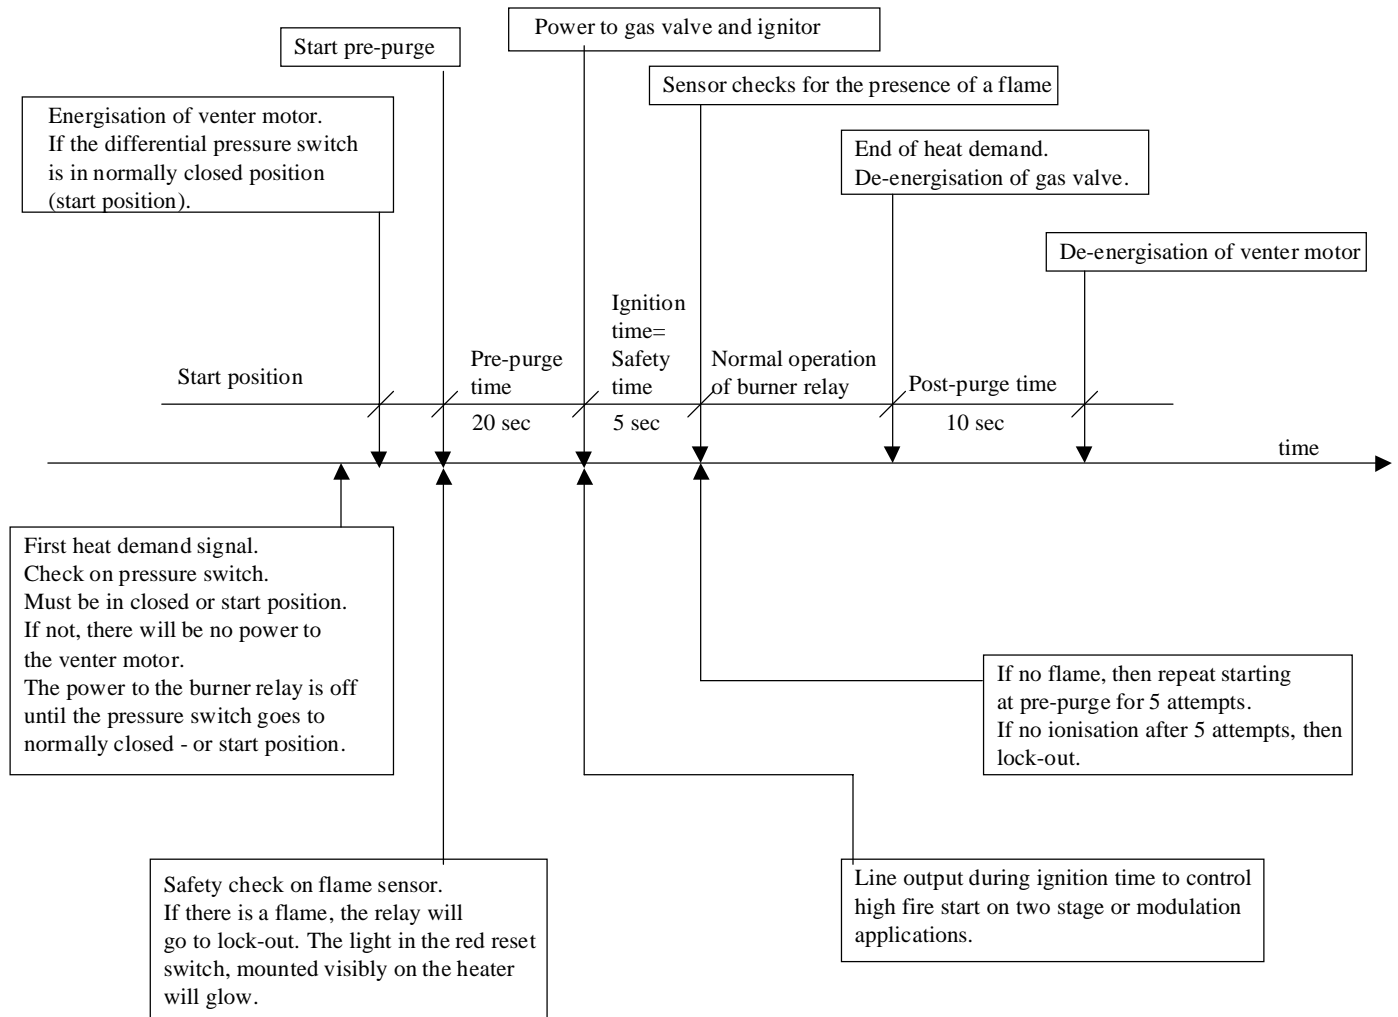 Power to gas valve and ignitor
Start pre-purge
Sensor checks for the presence of a flame
Energisation of venter motor.
If the differential pressure switch
is in normally closed position
(start position).
End of heat demand.
De-energisation of gas valve.
De-energisation of venter motor
Start position
Pre-purge
time
20 sec
Ignition
time=
Safety
time
5 sec
Normal operation
of burner relay
Post-purge time
10 sec
time
First heat demand signal.
Check on pressure switch.
Must be in closed or start position.
If not, there will be no power to
the venter motor.
The power to the burner relay is off
until the pressure switch goes to
normally closed - or start position.
If no flame, then repeat starting
at pre-purge for 5 attempts.
If no ionisation after 5 attempts, then
lock-out.
Safety check on flame sensor.
If there is a flame, the relay will
go to lock-out. The light in the red reset
switch, mounted visibly on the heater
will glow.
Line output during ignition time to control
high fire start on two stage or modulation
applications.